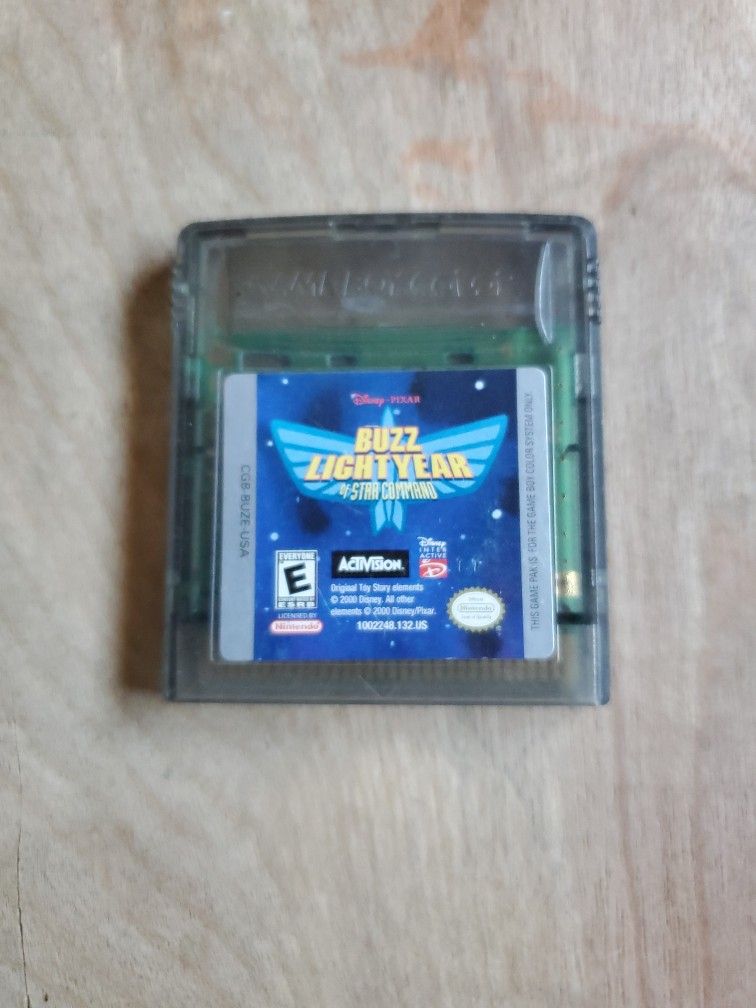 GAME BOY COLOR
Disney • PIXAR
BUZZ
LIGHTYEAR
OF STAR COMMAND
CGB-BUZE-USA
THIS GAME PAK IS FOR THE GAME BOY COLOR SYSTEM ONLY.
EVERYONE
E
ESRB
LICENSED BY
Nintendo
ACTIVISION.
Disney
INTER
ACTIVE
D
Original Toy Story elements
© 2000 Disney. All other
elements © 2000 Disney/Pixar.
1002248.132.US
Official
Nintendo
Seal of Quality